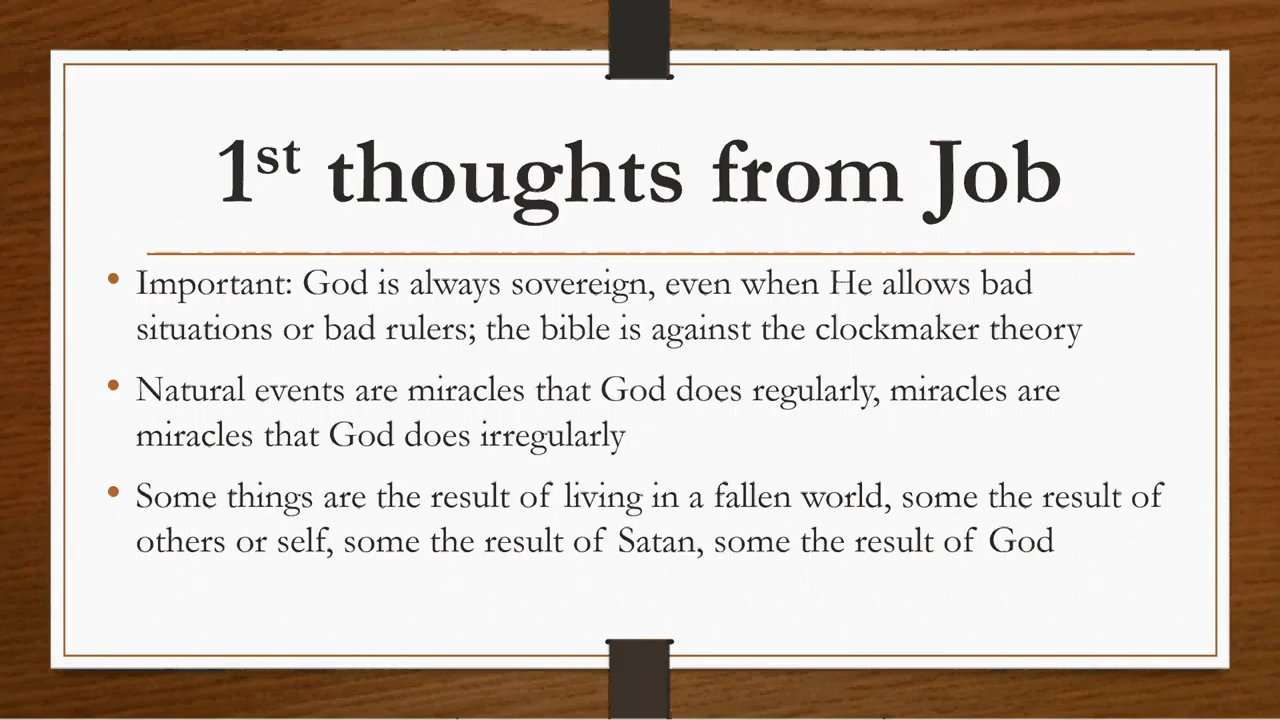 1st thoughts from Job
• Important: God is always sovereign, even when He allows bad
situations or bad rulers; the bible is against the clockmaker theory
• Natural events are miracles that God does regularly, miracles are
miracles that God does irregularly
• Some things are the result of living in a fallen world, some the result of
others or self, some the result of Satan, some the result of God